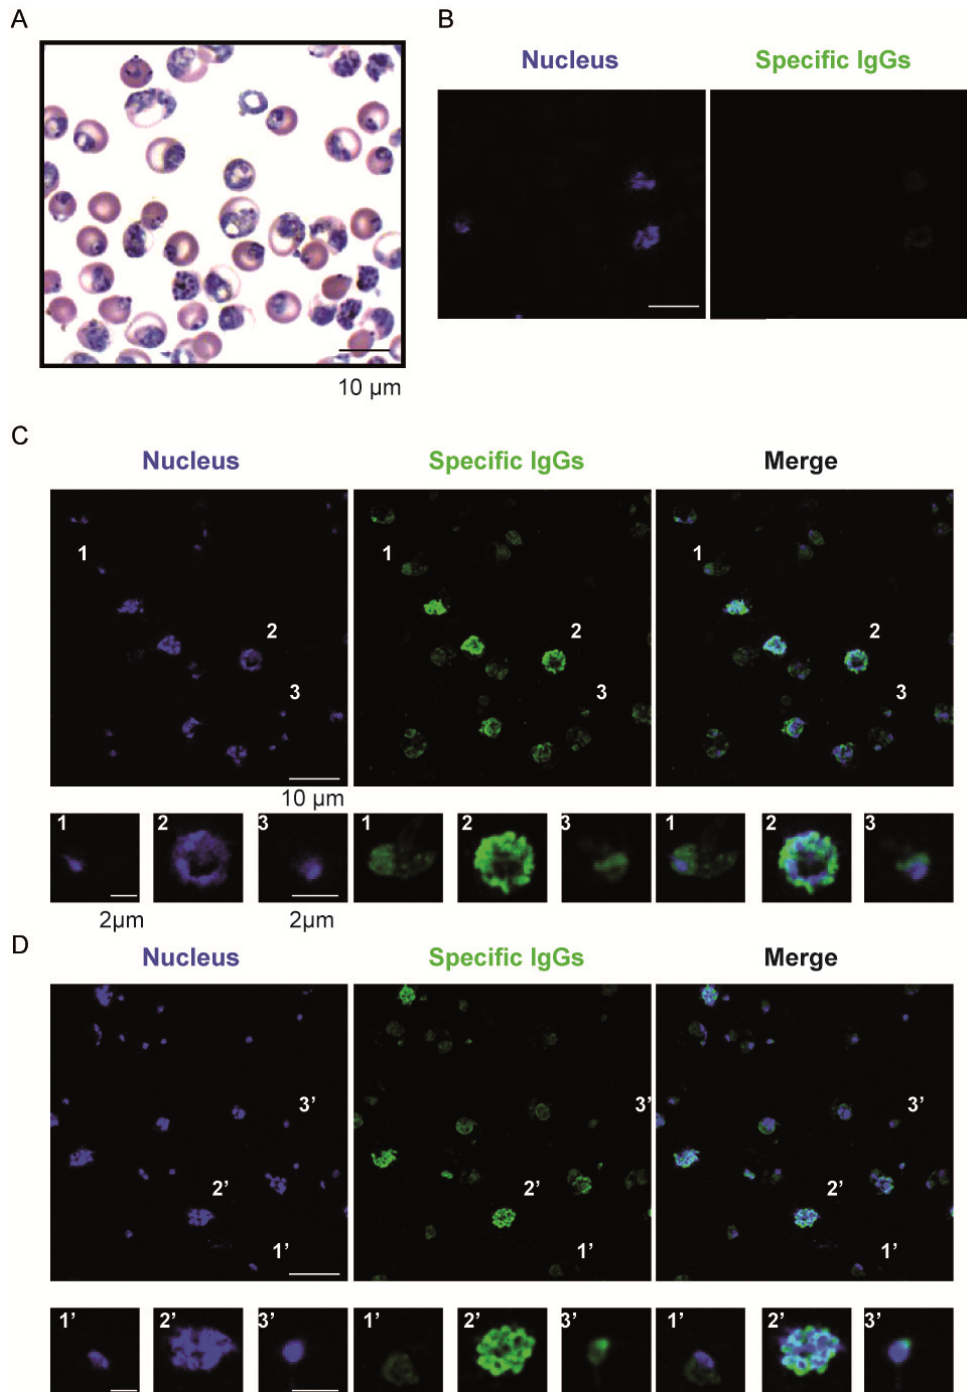 A
10 µm
B
Nucleus Specific IgGs
C
Nucleus Specific IgGs Merge
1 1 1
2 2 2
3 3 3
10 µm
1 2 3 1 2 3 1 2 3
2µm 2µm
D
Nucleus Specific IgGs Merge
3’ 3’ 3’
2’ 2’ 2’
1’ 1’ 1’
1’ 2’ 3’ 1’ 2’ 3’ 1’ 2’ 3’